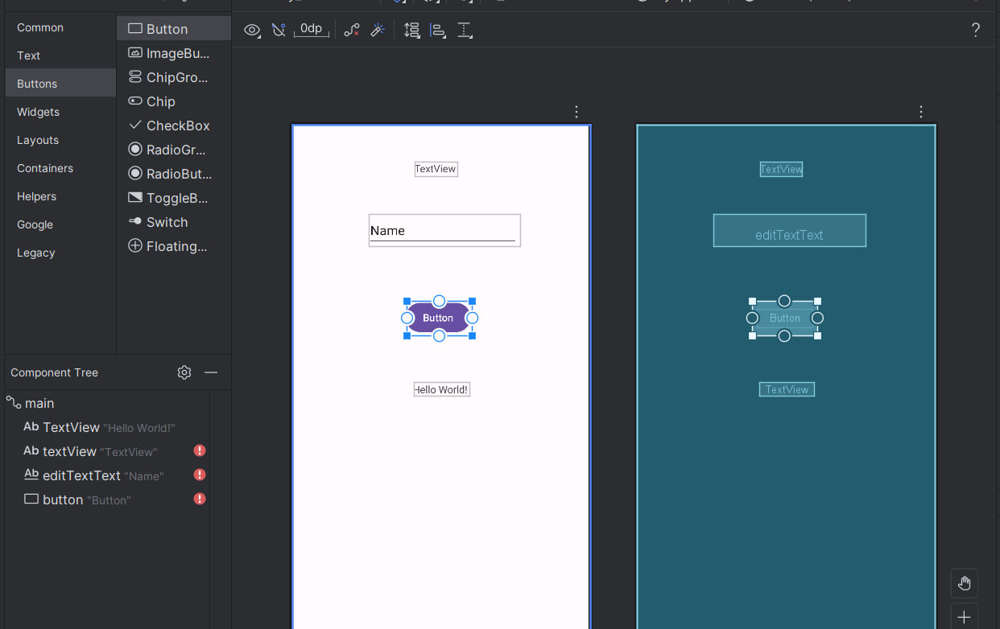 Common
Text
Buttons
Widgets
Layouts
Containers
Helpers
Google
Legacy
Button
ImageBu...
ChipGro...
Chip
CheckBox
RadioGr...
RadioBut...
ToggleB...
Switch
Floating...
0dp
?
TextView
Name
Button
Hello World!
TextView
editTextText
Button
TextView
Component Tree
main
Ab TextView "Hello World!"
Ab textView "TextView"
Ab editTextText "Name"
button "Button"